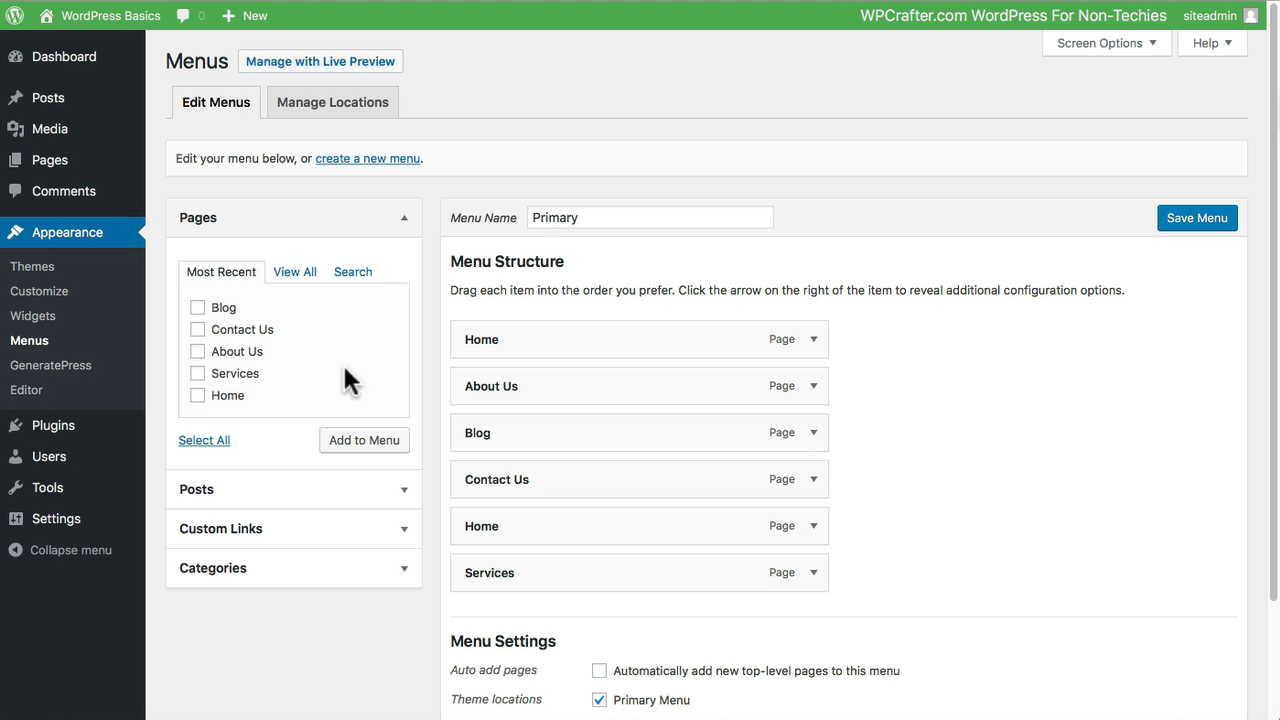 WordPress Basics 0 New WPCrafter.com WordPress For Non-Techies siteadmin
Screen Options Help
Dashboard
Posts
Media
Pages
Comments
Appearance
Themes
Customize
Widgets
Menus
GeneratePress
Editor
Plugins
Users
Tools
Settings
Collapse menu
Menus Manage with Live Preview
Edit Menus Manage Locations
Edit your menu below, or create a new menu.
Pages
Most Recent View All Search
Blog
Contact Us
About Us
Services
Home
Select All Add to Menu
Posts
Custom Links
Categories
Menu Name Primary Save Menu
Menu Structure
Drag each item into the order you prefer. Click the arrow on the right of the item to reveal additional configuration options.
Home Page
About Us Page
Blog Page
Contact Us Page
Home Page
Services Page
Menu Settings
Auto add pages Automatically add new top-level pages to this menu
Theme locations Primary Menu